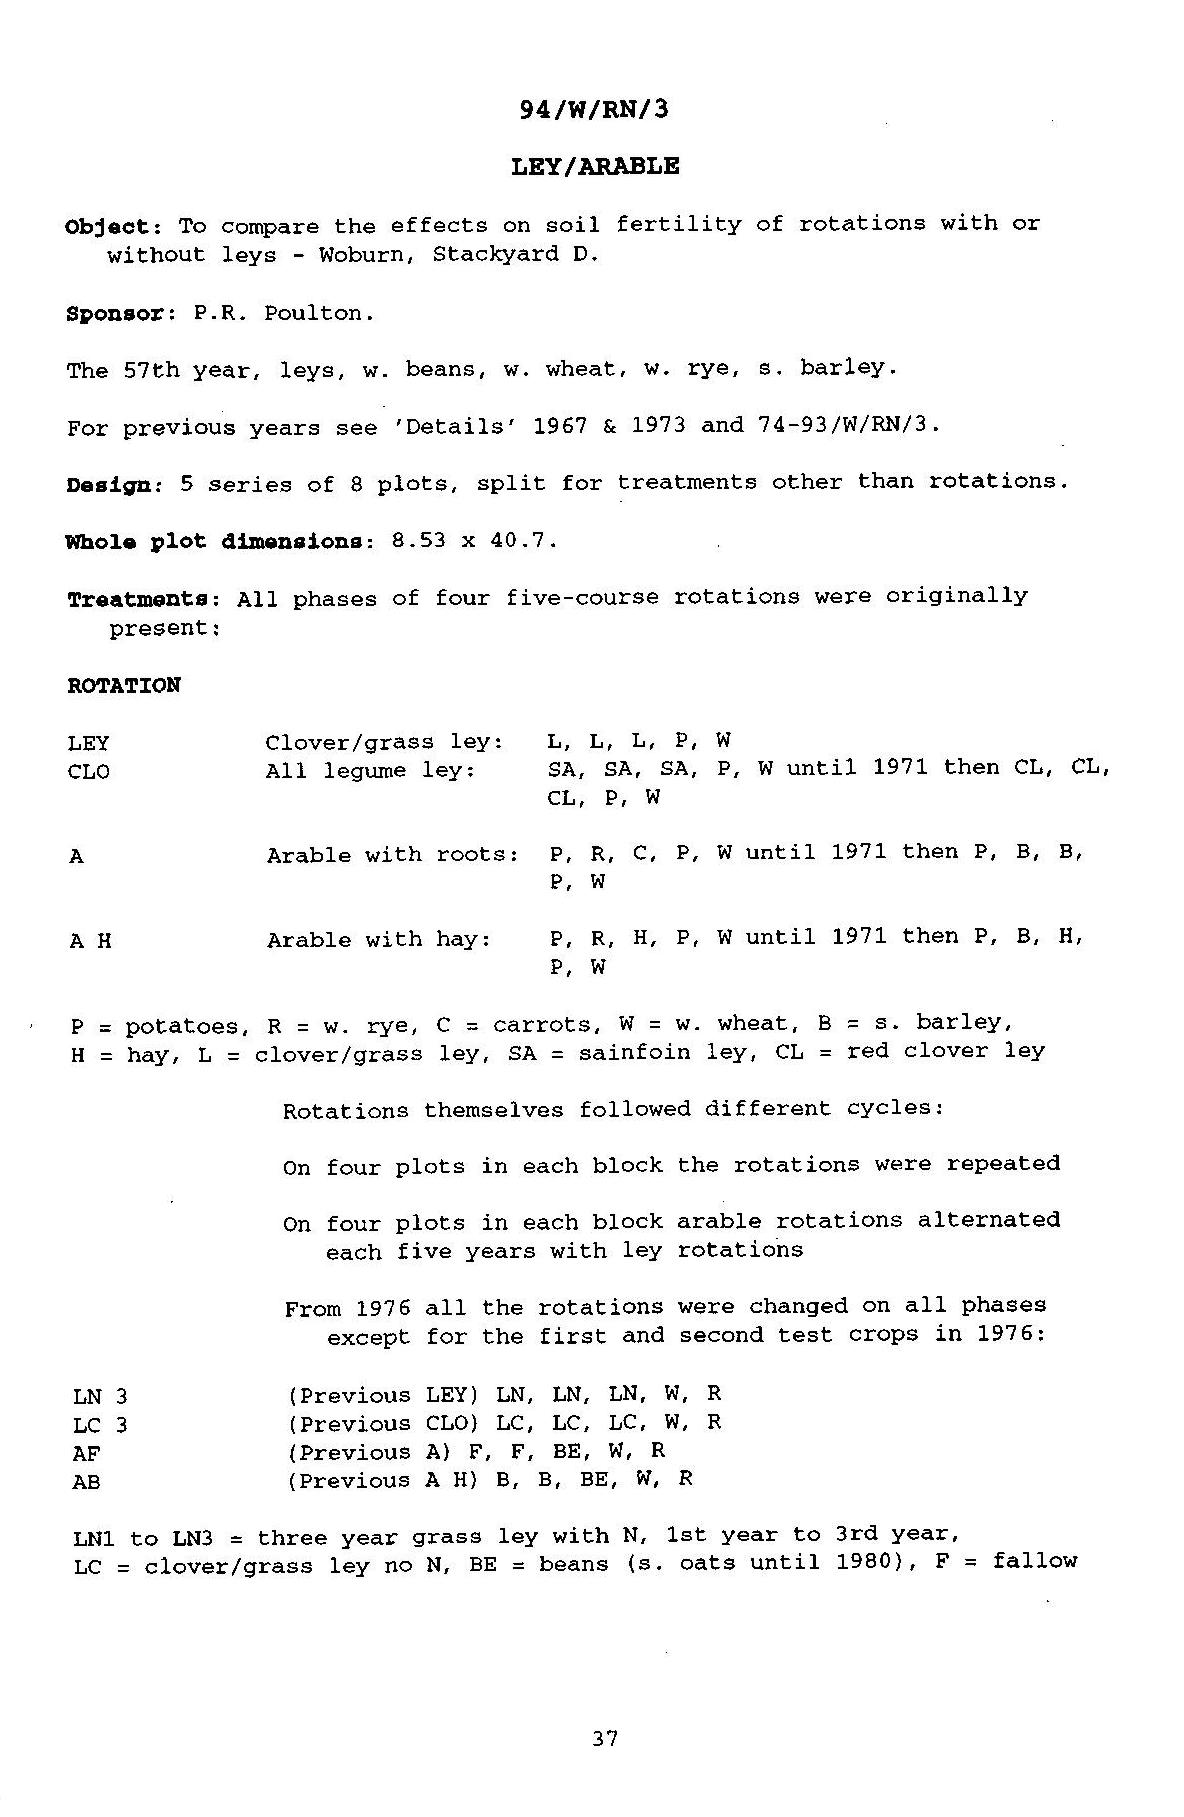 94/W/RN/3
LEY/ARABLE
Object: To compare the effects on soil fertility of rotations with or
without leys - Woburn, Stackyard D.
Sponsor: P.R. Poulton.
The 57th year, leys, w. beans, w. wheat, w. rye, s. barley.
For previous years see 'Details' 1967 & 1973 and 74-93/W/RN/3.
Design: 5 series of 8 plots, split for treatments other than rotations.
Whole plot dimensions: 8.53 x 40.7.
Treatments: All phases of four five-course rotations were originally
present:
ROTATION
LEY Clover/grass ley: L, L, L, P, W
CLO All legume ley: SA, SA, SA, P, W until 1971 then CL, CL,
CL, P, W
A Arable with roots: P, R, C, P, W until 1971 then P, B, B,
P, W
A H Arable with hay: P, R, H, P, W until 1971 then P, B, H,
P, W
P = potatoes, R = w. rye, C = carrots, W = w. wheat, B = s. barley,
H = hay, L = clover/grass ley, SA = sainfoin ley, CL = red clover ley
Rotations themselves followed different cycles:
On four plots in each block the rotations were repeated
On four plots in each block arable rotations alternated
each five years with ley rotations
From 1976 all the rotations were changed on all phases
except for the first and second test crops in 1976:
LN 3 (Previous LEY) LN, LN, LN, W, R
LC 3 (Previous CLO) LC, LC, LC, W, R
AF (Previous A) F, F, BE, W, R
AB (Previous A H) B, B, BE, W, R
LN1 to LN3 = three year grass ley with N, 1st year to 3rd year,
LC = clover/grass ley no N, BE = beans (s. oats until 1980), F = fallow
37